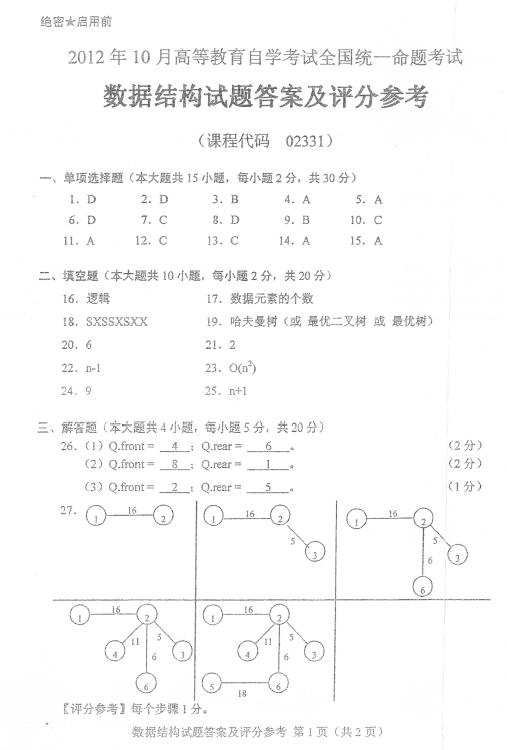 绝密★启用前
2012 年 10 月高等教育自学考试全国统一命题考试
数据结构试题答案及评分参考
（课程代码　02331）
一、单项选择题（本大题共 15 小题，每小题 2 分，共 30 分）
1．D　2．D　3．B　4．A　5．A
6．D　7．C　8．D　9．B　10．C
11．A　12．C　13．C　14．A　15．A
二、填空题（本大题共 10 小题，每小题 2 分，共 20 分）
16．逻辑　17．数据元素的个数
18．SXSSXSXX　19．哈夫曼树（或 最优二叉树 或 最优树）
20．6　21．2
22．n-1　23．O(n²)
24．9　25．n+1
三、解答题（本大题共 4 小题，每小题 5 分，共 20 分）
26．（1）Q.front = 4 ；Q.rear = 6 。　（2 分）
（2）Q.front = 8 ；Q.rear = 1 。　（2 分）
（3）Q.front = 2 ；Q.rear = 5 。　（1 分）
27．
1 16 2
1 16 2 5 3
1 16 2 5 3 6 6
1 16 2 11 5 4 6 3 6
1 16 2 11 5 4 6 3 5 18 6
【评分参考】每个步骤 1 分。
数据结构试题答案及评分参考 第 1 页（共 2 页）